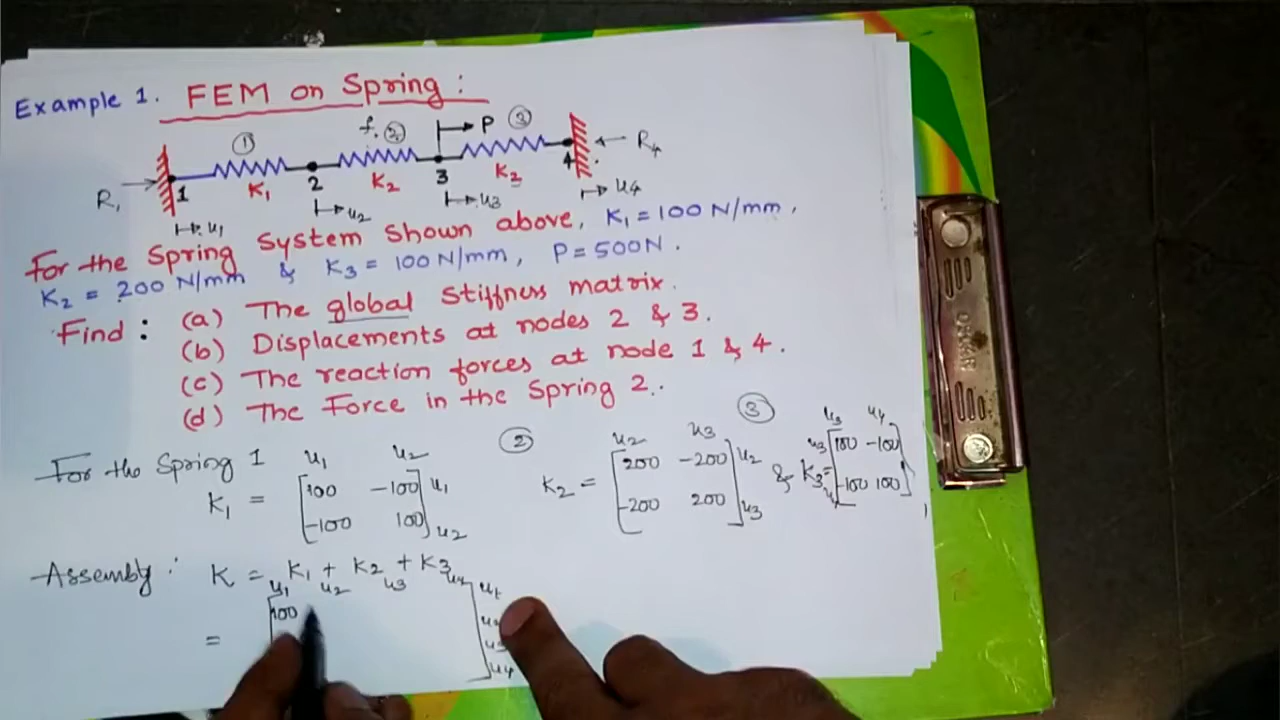 Example 1. FEM on Spring :
① f. ② P ③
R₁ 1 K₁ 2 K₂ 3 K₃ 4 R₄
u₁ u₂ u₃ u₄
For the Spring System shown above, K₁ = 100 N/mm,
K₂ = 200 N/mm & K₃ = 100 N/mm, P = 500N.
Find : (a) The global Stiffness matrix.
(b) Displacements at nodes 2 & 3.
(c) The reaction forces at node 1 & 4.
(d) The Force in the Spring 2.
② ③
For the Spring 1 u₁ u₂ u₂ u₃ u₃ u₄
K₁ = [100 -100] u₁ K₂ = [200 -200] u₂ & K₃ = u₃ [100 -100]
[-100 100] u₂ [-200 200] u₃ u₄ [-100 100]
Assembly : K = K₁ + K₂ + K₃
u₁ u₂ u₃ u₄
= [100 ] u₁
u₃
u₄